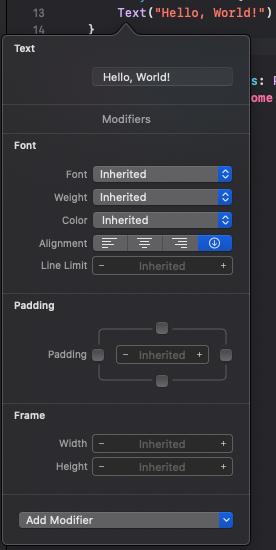 13 Text("Hello, World!")
14 }
s: P
ome
Text
Hello, World!
Modifiers
Font
Font Inherited
Weight Inherited
Color Inherited
Alignment
Line Limit − Inherited +
Padding
Padding − Inherited +
Frame
Width − Inherited +
Height − Inherited +
Add Modifier